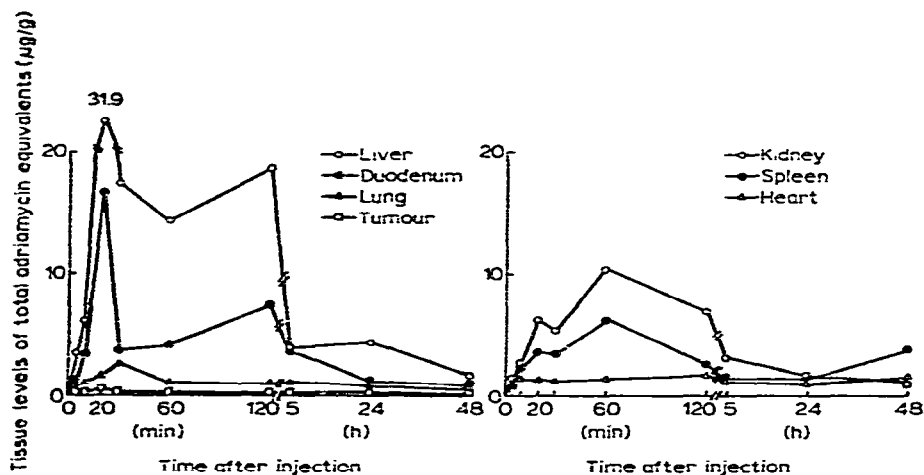 Tissue levels of total adriamycin equivalents (µg/g)
31.9
20
10
0
Liver
Duodenum
Lung
Tumour
0 20 60 120 5 24 48
(min) (h)
Time after injection
20
10
0
Kidney
Spleen
Heart
0 20 60 120 5 24 48
(min) (h)
Time after injection